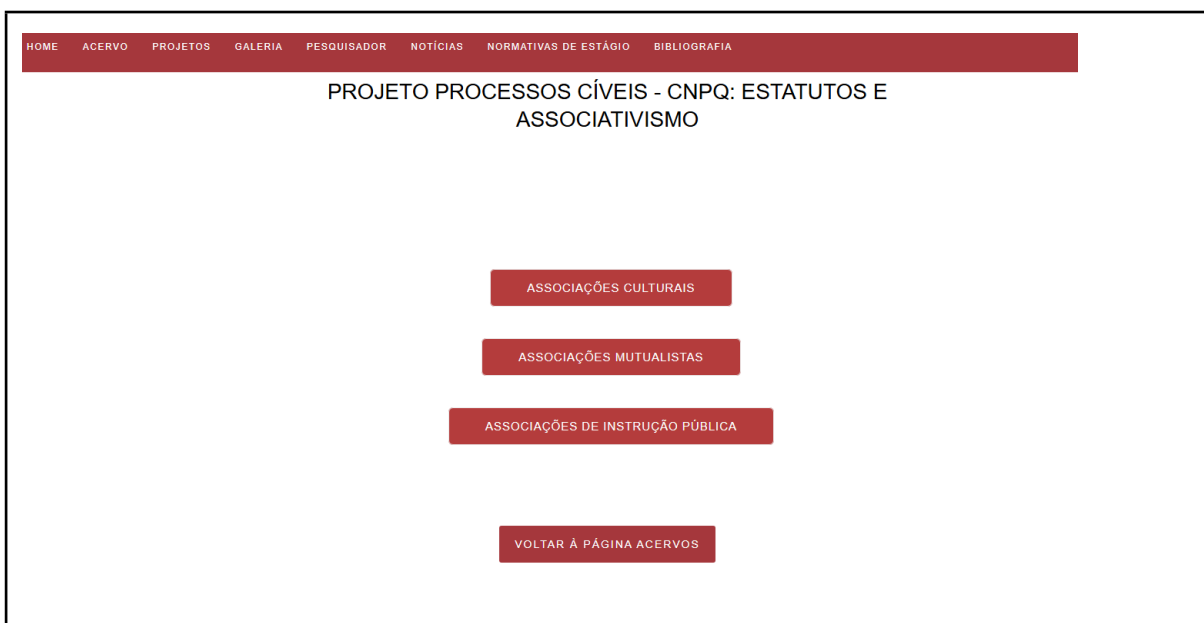 HOME ACERVO PROJETOS GALERIA PESQUISADOR NOTÍCIAS NORMATIVAS DE ESTÁGIO BIBLIOGRAFIA
PROJETO PROCESSOS CÍVEIS - CNPQ: ESTATUTOS E
ASSOCIATIVISMO
ASSOCIAÇÕES CULTURAIS
ASSOCIAÇÕES MUTUALISTAS
ASSOCIAÇÕES DE INSTRUÇÃO PÚBLICA
VOLTAR À PÁGINA ACERVOS